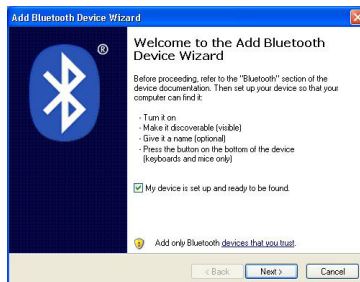 Add Bluetooth Device Wizard
®
Welcome to the Add Bluetooth
Device Wizard
Before proceeding, refer to the "Bluetooth" section of the
device documentation. Then set up your device so that your
computer can find it:
- Turn it on
- Make it discoverable (visible)
- Give it a name (optional)
- Press the button on the bottom of the device
(keyboards and mice only)
My device is set up and ready to be found.
Add only Bluetooth devices that you trust.
< Back
Next >
Cancel